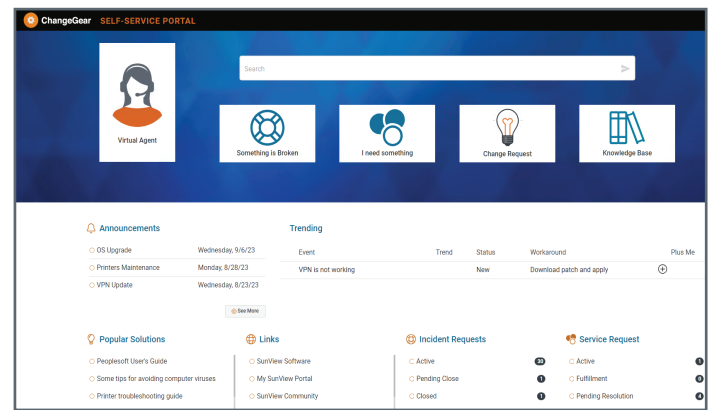 ChangeGear SELF-SERVICE PORTAL
Search
Virtual Agent
Something is Broken
I need something
Change Request
Knowledge Base
Announcements
OS Upgrade Wednesday, 9/6/23
Printers Maintenance Monday, 8/28/23
VPN Update Wednesday, 8/23/23
See More
Trending
Event Trend Status Workaround Plus Me
VPN is not working New Download patch and apply
Popular Solutions
Peoplesoft User's Guide
Some tips for avoiding computer viruses
Printer troubleshooting guide
Links
SunView Software
My SunView Portal
SunView Community
Incident Requests
Active 38
Pending Close 1
Closed 1
Service Request
Active 1
Fulfillment 0
Pending Resolution 4